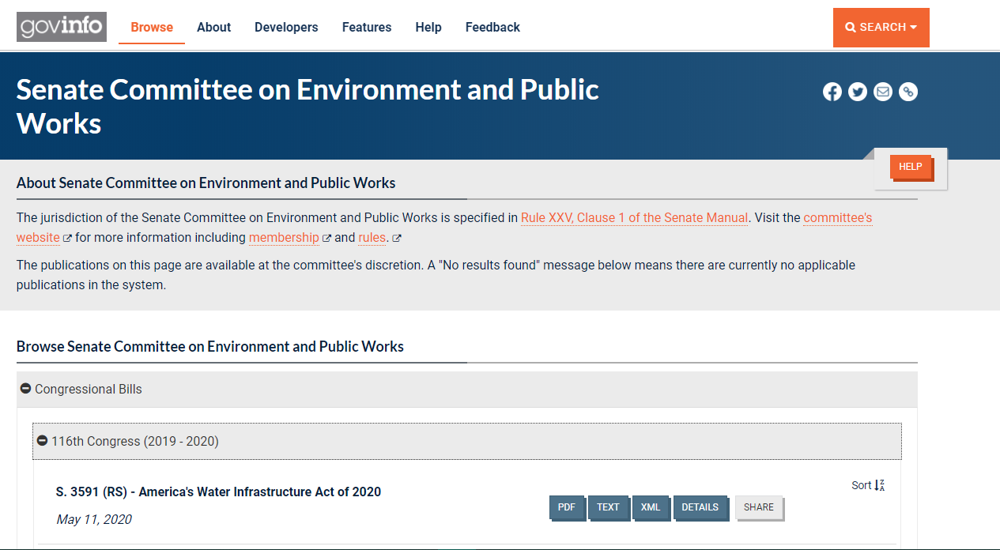 govinfo
Browse About Developers Features Help Feedback
SEARCH
Senate Committee on Environment and Public
Works
HELP
About Senate Committee on Environment and Public Works
The jurisdiction of the Senate Committee on Environment and Public Works is specified in Rule XXV, Clause 1 of the Senate Manual. Visit the committee's
website for more information including membership and rules.
The publications on this page are available at the committee's discretion. A "No results found" message below means there are currently no applicable
publications in the system.
Browse Senate Committee on Environment and Public Works
Congressional Bills
116th Congress (2019 - 2020)
Sort
S. 3591 (RS) - America's Water Infrastructure Act of 2020
PDF TEXT XML DETAILS SHARE
May 11, 2020